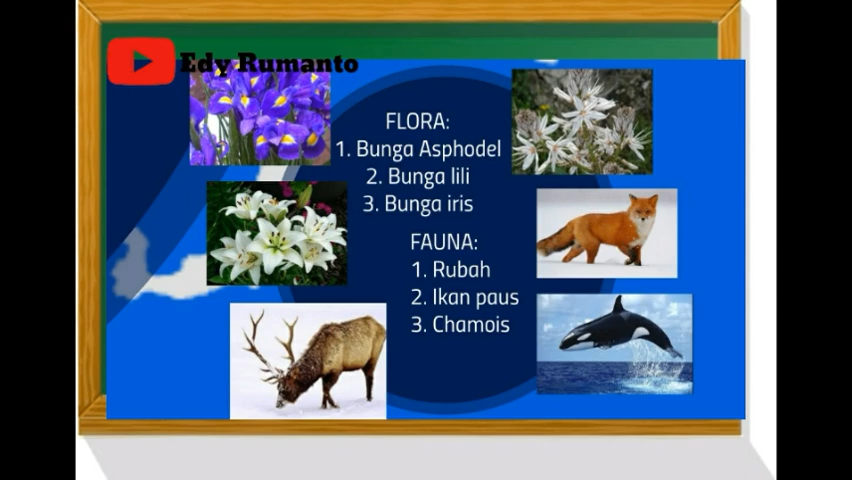 Edy Rumanto
FLORA:
1. Bunga Asphodel
2. Bunga lili
3. Bunga iris
FAUNA:
1. Rubah
2. Ikan paus
3. Chamois